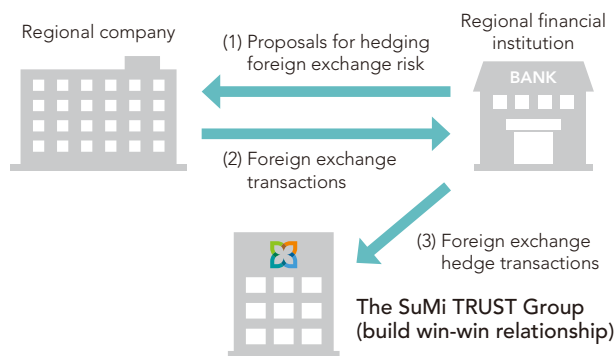 Regional company
(1) Proposals for hedging
foreign exchange risk
Regional financial
institution
BANK
(2) Foreign exchange
transactions
(3) Foreign exchange
hedge transactions
The SuMi TRUST Group
(build win-win relationship)